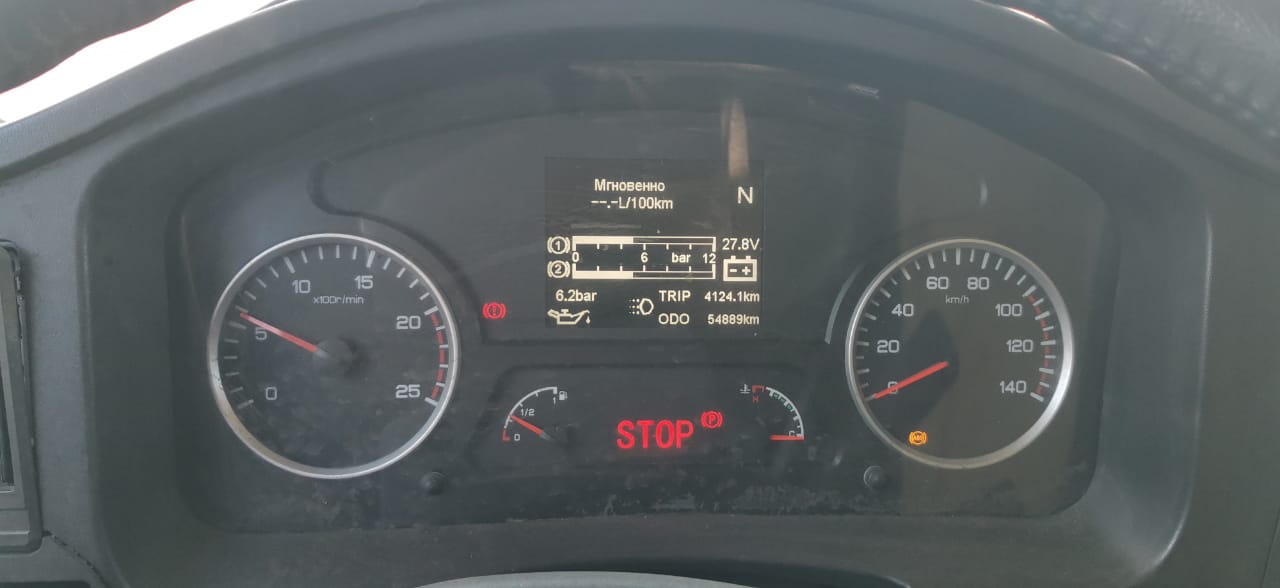 Мгновенно
--.-L/100km
N
1
27.8V
0 6 bar 12
2
6.2bar
TRIP 4124.1km
ODO 54889km
0 5 10 15 20 25
x100r/min
0 20 40 60 80 100 120 140
km/h
0 1/2 1
STOP
P
H
C
ABS